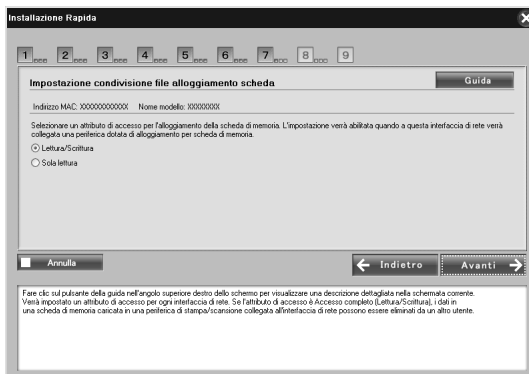 Installazione Rapida
1 2 3 4 5 6 7 8 9
Impostazione condivisione file alloggiamento scheda
Guida
Indirizzo MAC: XXXXXXXXXXXX Nome modello: XXXXXXXX
Selezionare un attributo di accesso per l'alloggiamento della scheda di memoria. L'impostazione verrà abilitata quando a questa interfaccia di rete verrà
collegata una periferica dotata di alloggiamento per scheda di memoria.
Lettura/Scrittura
Sola lettura
Annulla
Indietro
Avanti
Fare clic sul pulsante della guida nell'angolo superiore destro dello schermo per visualizzare una descrizione dettagliata nella schermata corrente.
Verrà impostato un attributo di accesso per ogni interfaccia di rete. Se l'attributo di accesso è Accesso completo (Lettura/Scrittura), i dati in
una scheda di memoria caricata in una periferica di stampa/scansione collegata all'interfaccia di rete possono essere eliminati da un altro utente.